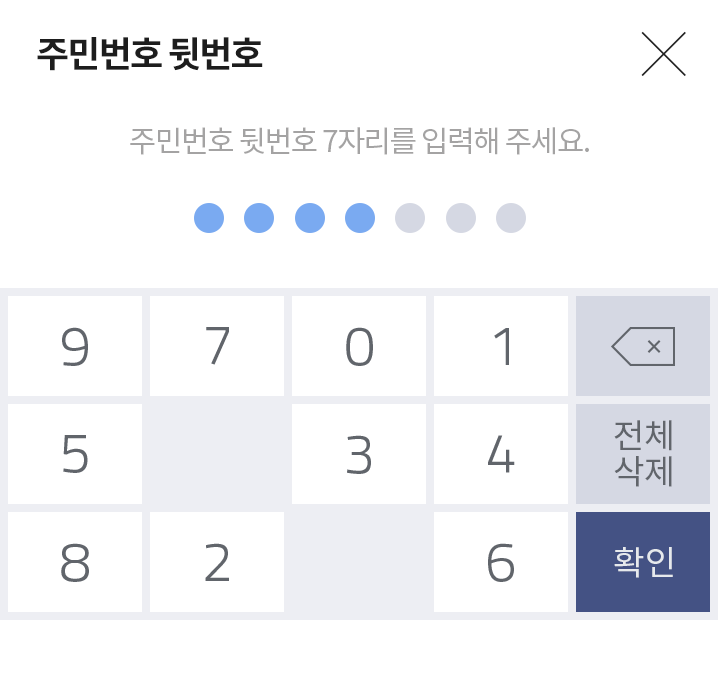 주민번호 뒷번호
주민번호 뒷번호 7자리를 입력해 주세요.
9 7 0 1
5 3 4 전체
삭제
8 2 6 확인